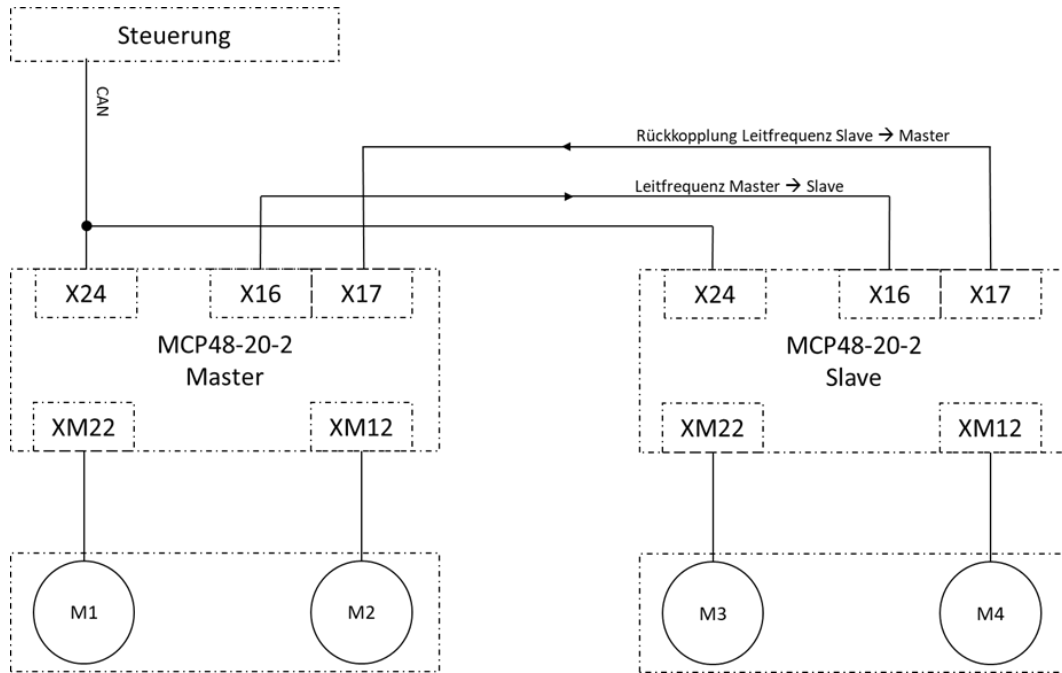 Steuerung
CAN
Rückkopplung Leitfrequenz Slave → Master
Leitfrequenz Master → Slave
X24
X16
X17
X24
X16
X17
MCP48-20-2
Master
MCP48-20-2
Slave
XM22
XM12
XM22
XM12
M1
M2
M3
M4